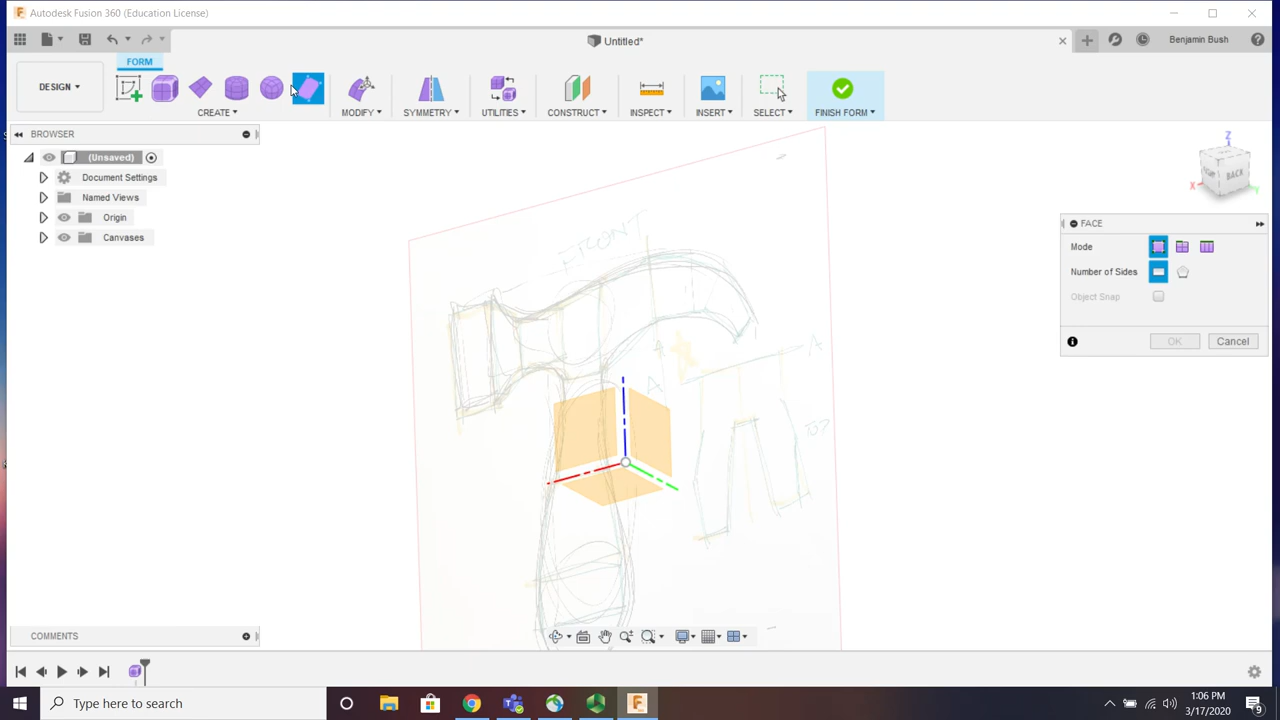 Autodesk Fusion 360 (Education License)
Untitled*
Benjamin Bush
FORM
DESIGN
CREATE
MODIFY
SYMMETRY
UTILITIES
CONSTRUCT
INSPECT
INSERT
SELECT
FINISH FORM
BROWSER
(Unsaved)
Document Settings
Named Views
Origin
Canvases
Z
X
Y
BACK
FACE
Mode
Number of Sides
Object Snap
OK
Cancel
FRONT
A
A
COMMENTS
Type here to search
1:06 PM
3/17/2020
9